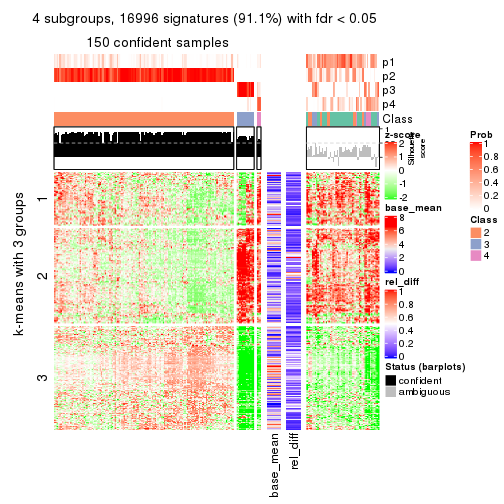 4 subgroups, 16996 signatures (91.1%) with fdr < 0.05
150 confident samples
p1
p2
p3
p4
Class
1
Silhouette
score
z-score
2
1
0
-1
-2
base_mean
8
6
4
2
0
rel_diff
1
0.8
0.6
0.4
0.2
0
Status (barplots)
confident
ambiguous
Prob
1
0.8
0.6
0.4
0.2
0
Class
2
3
4
k-means with 3 groups
1
2
3
base_mean
rel_diff